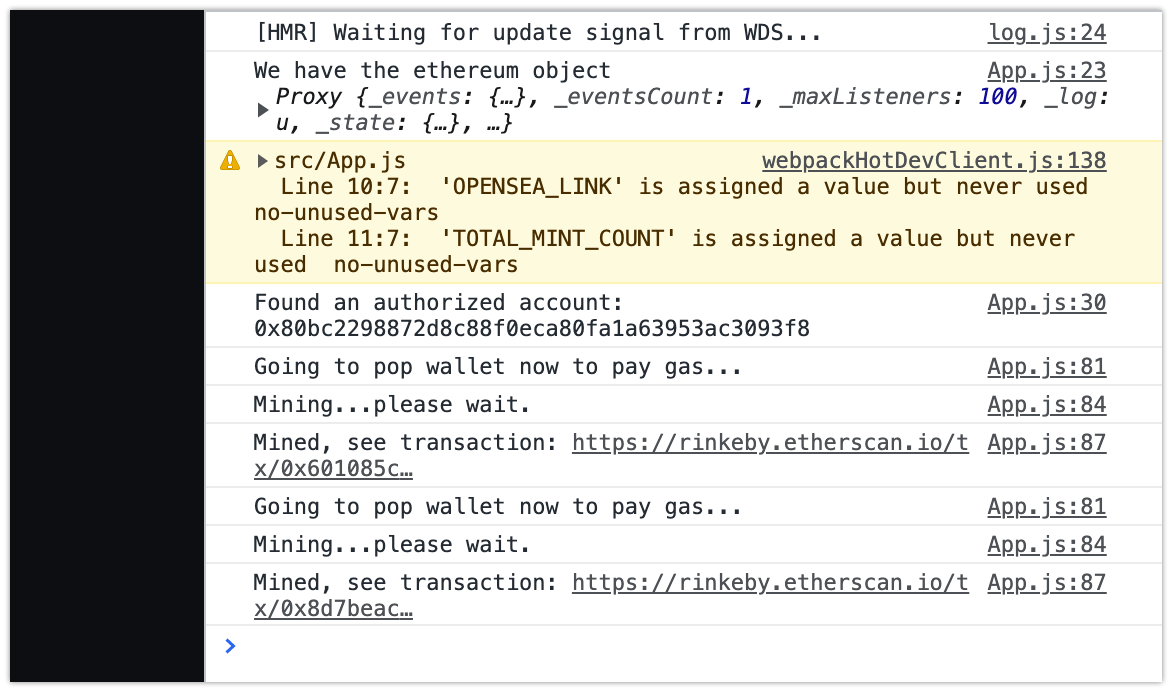 [HMR] Waiting for update signal from WDS... log.js:24
We have the ethereum object App.js:23
Proxy {_events: {…}, _eventsCount: 1, _maxListeners: 100, _log:
u, _state: {…}, …}
src/App.js webpackHotDevClient.js:138
Line 10:7: 'OPENSEA_LINK' is assigned a value but never used
no-unused-vars
Line 11:7: 'TOTAL_MINT_COUNT' is assigned a value but never
used no-unused-vars
Found an authorized account: App.js:30
0x80bc2298872d8c88f0eca80fa1a63953ac3093f8
Going to pop wallet now to pay gas... App.js:81
Mining...please wait. App.js:84
Mined, see transaction: https://rinkeby.etherscan.io/t App.js:87
x/0x601085c…
Going to pop wallet now to pay gas... App.js:81
Mining...please wait. App.js:84
Mined, see transaction: https://rinkeby.etherscan.io/t App.js:87
x/0x8d7beac…